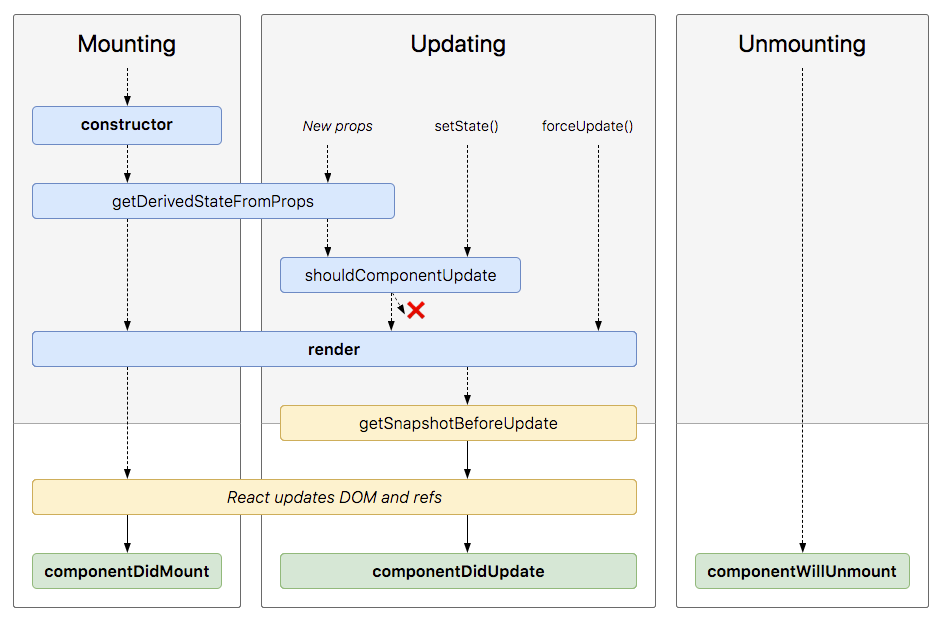 Mounting
Updating
Unmounting
constructor
New props
setState()
forceUpdate()
getDerivedStateFromProps
shouldComponentUpdate
render
getSnapshotBeforeUpdate
React updates DOM and refs
componentDidMount
componentDidUpdate
componentWillUnmount